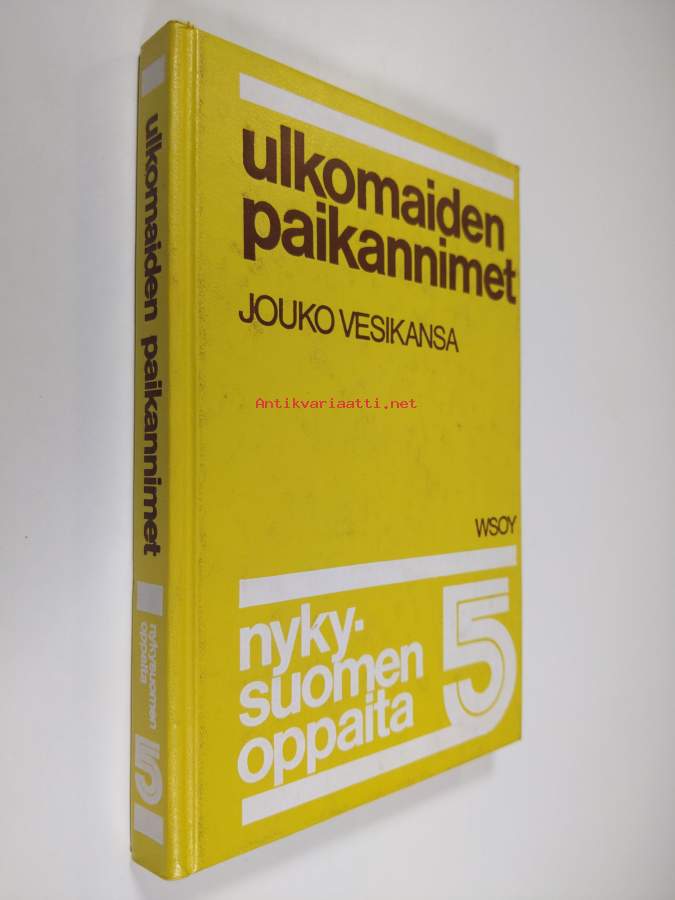 ulkomaiden paikannimet
nykysuomen
oppaita
5
ulkomaiden
paikannimet
JOUKO VESIKANSA
Antikvariaatti.net
WSOY
nyky-
suomen
oppaita
5